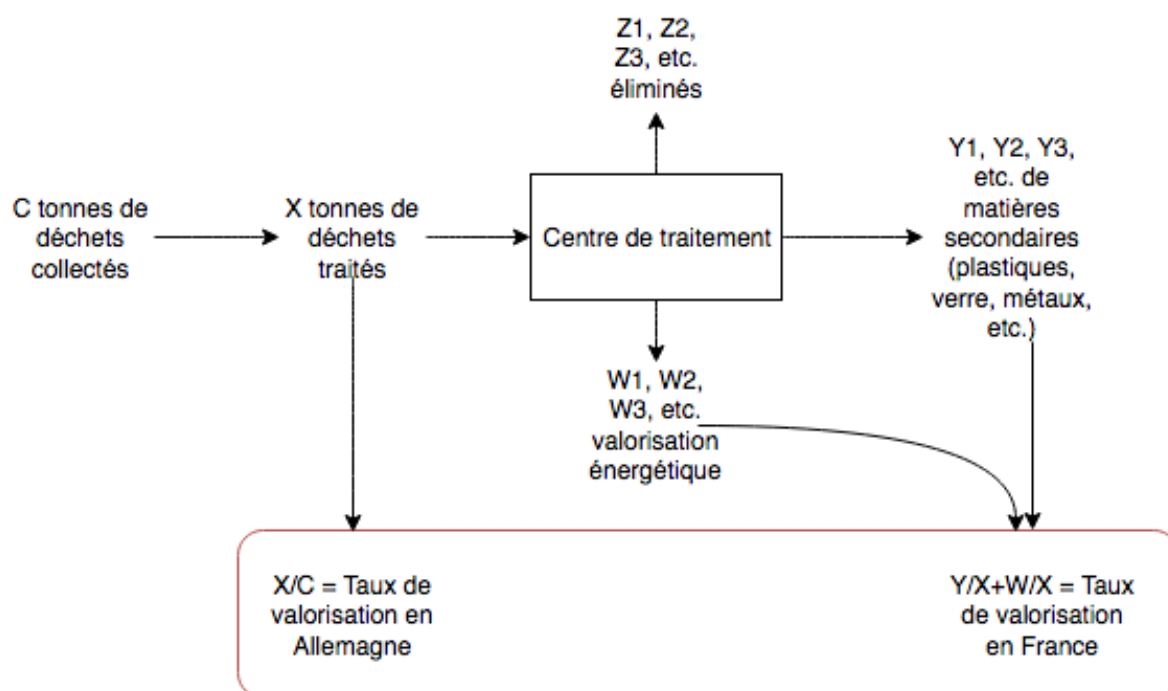 Z1, Z2,
Z3, etc.
éliminés
C tonnes de
déchets
collectés
X tonnes de
déchets
traités
Centre de traitement
Y1, Y2, Y3,
etc. de
matières
secondaires
(plastiques,
verre, métaux,
etc.)
W1, W2,
W3, etc.
valorisation
énergétique
X/C = Taux de
valorisation en
Allemagne
Y/X+W/X = Taux
de valorisation
en France